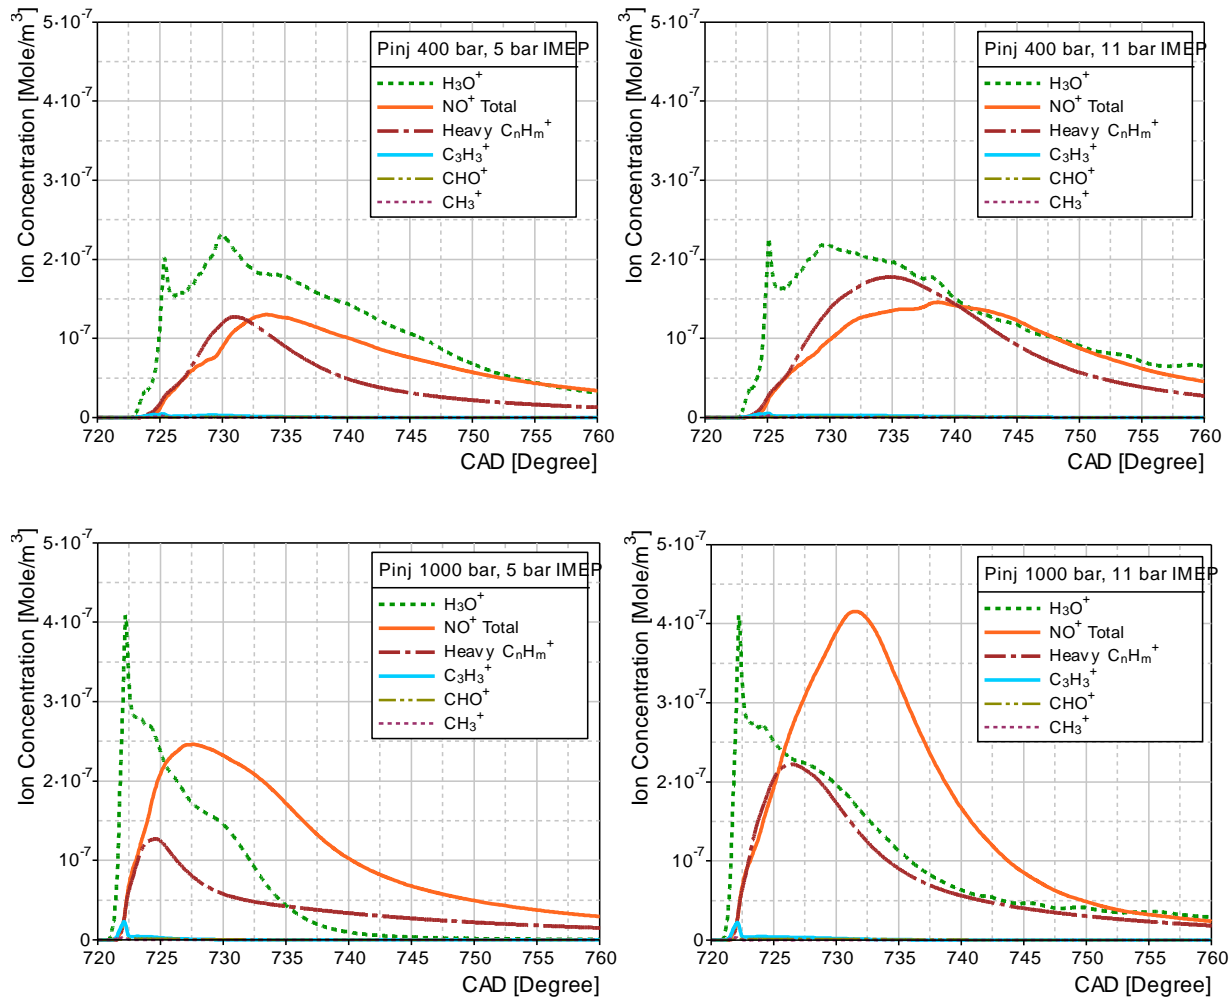 Ion Concentration [Mole/m³]
5·10⁻⁷
4·10⁻⁷
3·10⁻⁷
2·10⁻⁷
10⁻⁷
0
Pinj 400 bar, 5 bar IMEP
H₃O⁺
NO⁺ Total
Heavy CₙHₘ⁺
C₃H₃⁺
CHO⁺
CH₃⁺
720 725 730 735 740 745 750 755 760
CAD [Degree]
Ion Concentration [Mole/m³]
5·10⁻⁷
4·10⁻⁷
3·10⁻⁷
2·10⁻⁷
10⁻⁷
0
Pinj 400 bar, 11 bar IMEP
H₃O⁺
NO⁺ Total
Heavy CₙHₘ⁺
C₃H₃⁺
CHO⁺
CH₃⁺
720 725 730 735 740 745 750 755 760
CAD [Degree]
Ion Concentration [Mole/m³]
5·10⁻⁷
4·10⁻⁷
3·10⁻⁷
2·10⁻⁷
10⁻⁷
0
Pinj 1000 bar, 5 bar IMEP
H₃O⁺
NO⁺ Total
Heavy CₙHₘ⁺
C₃H₃⁺
CHO⁺
CH₃⁺
720 725 730 735 740 745 750 755 760
CAD [Degree]
Ion Concentration [Mole/m³]
5·10⁻⁷
4·10⁻⁷
3·10⁻⁷
2·10⁻⁷
10⁻⁷
0
Pinj 1000 bar, 11 bar IMEP
H₃O⁺
NO⁺ Total
Heavy CₙHₘ⁺
C₃H₃⁺
CHO⁺
CH₃⁺
720 725 730 735 740 745 750 755 760
CAD [Degree]